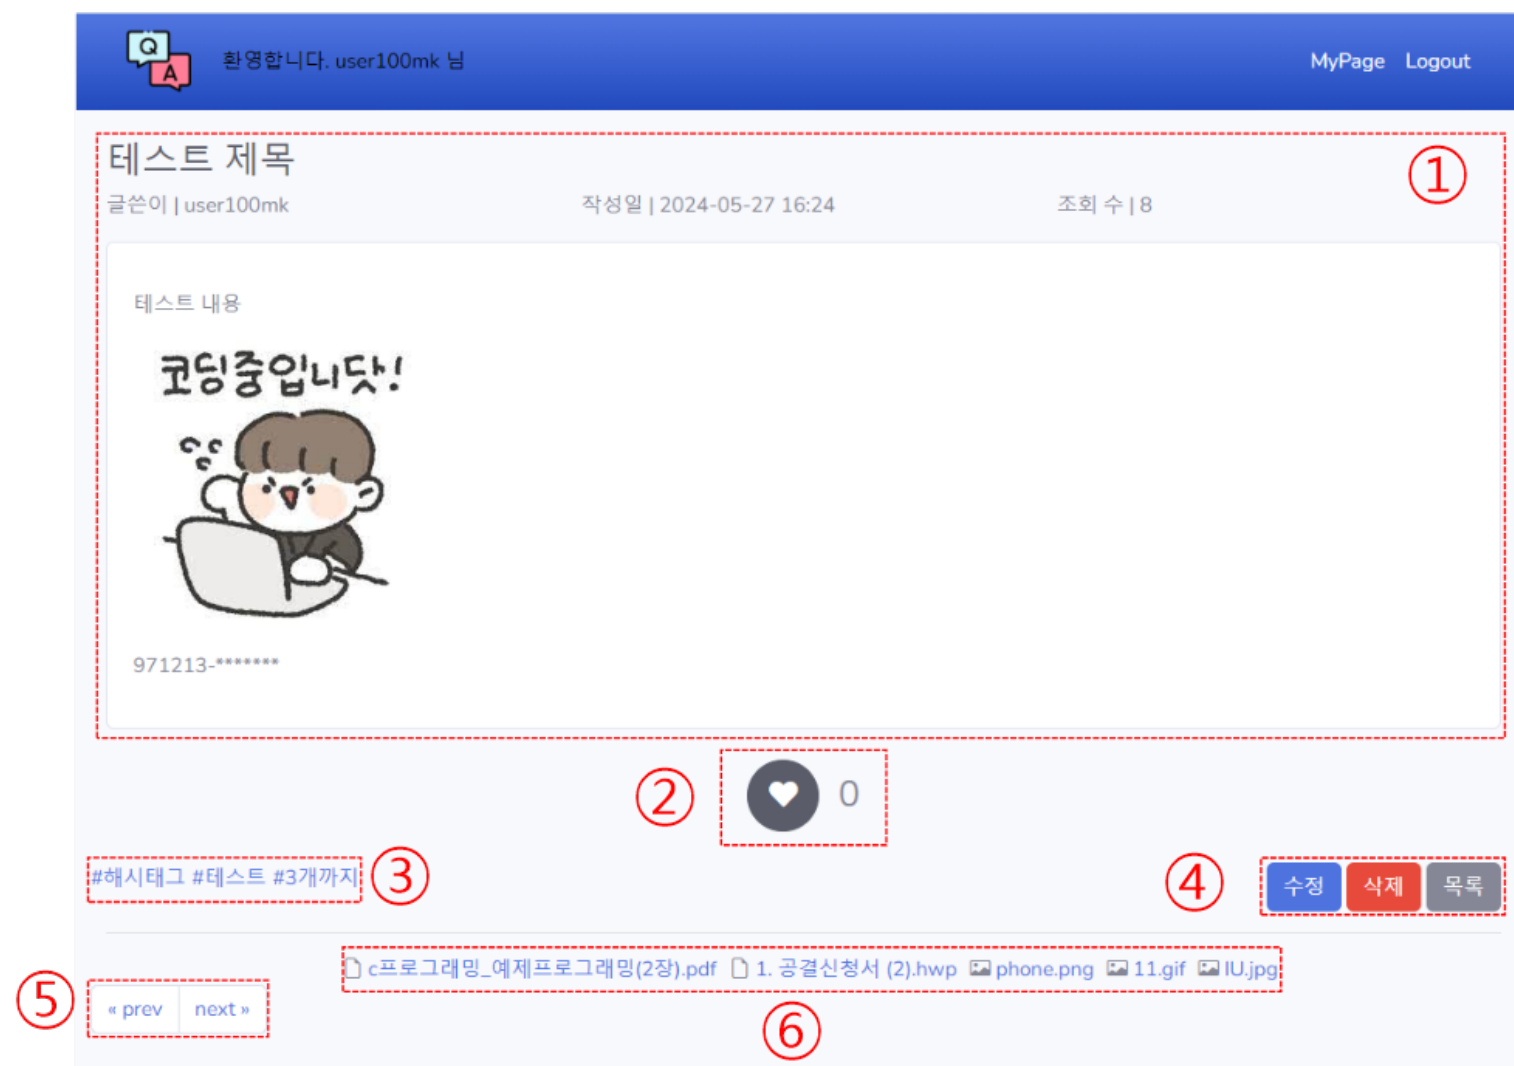 Q
A
환영합니다. user100mk 님
MyPage Logout
테스트 제목
①
글쓴이 | user100mk 작성일 | 2024-05-27 16:24 조회 수 | 8
테스트 내용
코딩중입니닷!
971213-*******
② 0
#해시태그 #테스트 #3개까지 ③
④ 수정 삭제 목록
c프로그래밍_예제프로그래밍(2장).pdf 1. 공결신청서 (2).hwp phone.png 11.gif IU.jpg
⑤ « prev next »
⑥